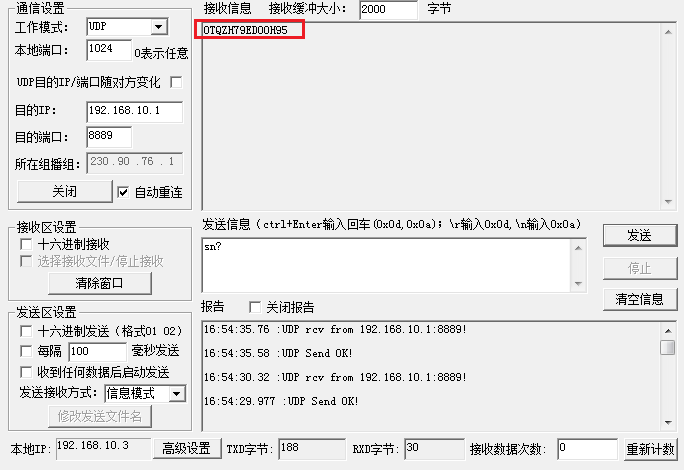 通信设置
工作模式: UDP
本地端口: 1024 0表示任意
UDP目的IP/端口随对方变化
目的IP: 192.168.10.1
目的端口: 8889
所在组播组: 230 .90 .76 .1
关闭 自动重连
接收区设置
十六进制接收
选择接收文件/停止接收
清除窗口
发送区设置
十六进制发送（格式01 02）
每隔 100 毫秒发送
收到任何数据后启动发送
发送接收方式: 信息模式
修改发送文件名
接收信息 接收缓冲大小: 2000 字节
0TQZH79ED00H95
发送信息（ctrl+Enter输入回车(0x0d,0x0a); \r输入0x0d,\n输入0x0a）
sn?
发送
停止
清空信息
报告 关闭报告
16:54:35.76 :UDP rcv from 192.168.10.1:8889!
16:54:35.58 :UDP Send OK!
16:54:30.32 :UDP rcv from 192.168.10.1:8889!
16:54:29.977 :UDP Send OK!
本地IP: 192.168.10.3 高级设置 TXD字节: 188 RXD字节: 30 接收数据次数: 0 重新计数